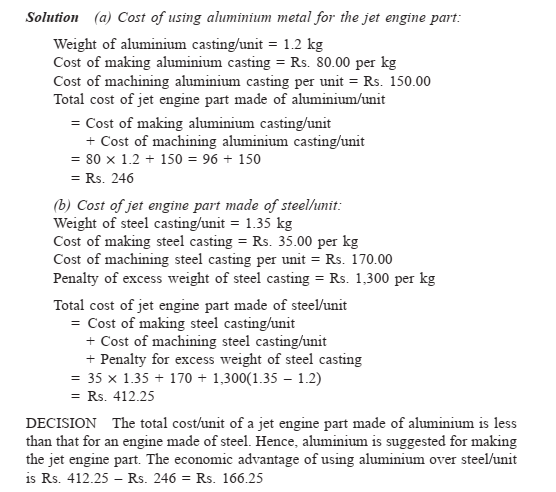 Solution (a) Cost of using aluminium metal for the jet engine part:
Weight of aluminium casting/unit = 1.2 kg
Cost of making aluminium casting = Rs. 80.00 per kg
Cost of machining aluminium casting per unit = Rs. 150.00
Total cost of jet engine part made of aluminium/unit
= Cost of making aluminium casting/unit
+ Cost of machining aluminium casting/unit
= 80 × 1.2 + 150 = 96 + 150
= Rs. 246
(b) Cost of jet engine part made of steel/unit:
Weight of steel casting/unit = 1.35 kg
Cost of making steel casting = Rs. 35.00 per kg
Cost of machining steel casting per unit = Rs. 170.00
Penalty of excess weight of steel casting = Rs. 1,300 per kg
Total cost of jet engine part made of steel/unit
= Cost of making steel casting/unit
+ Cost of machining steel casting/unit
+ Penalty for excess weight of steel casting
= 35 × 1.35 + 170 + 1,300(1.35 – 1.2)
= Rs. 412.25
DECISION The total cost/unit of a jet engine part made of aluminium is less
than that for an engine made of steel. Hence, aluminium is suggested for making
the jet engine part. The economic advantage of using aluminium over steel/unit
is Rs. 412.25 – Rs. 246 = Rs. 166.25